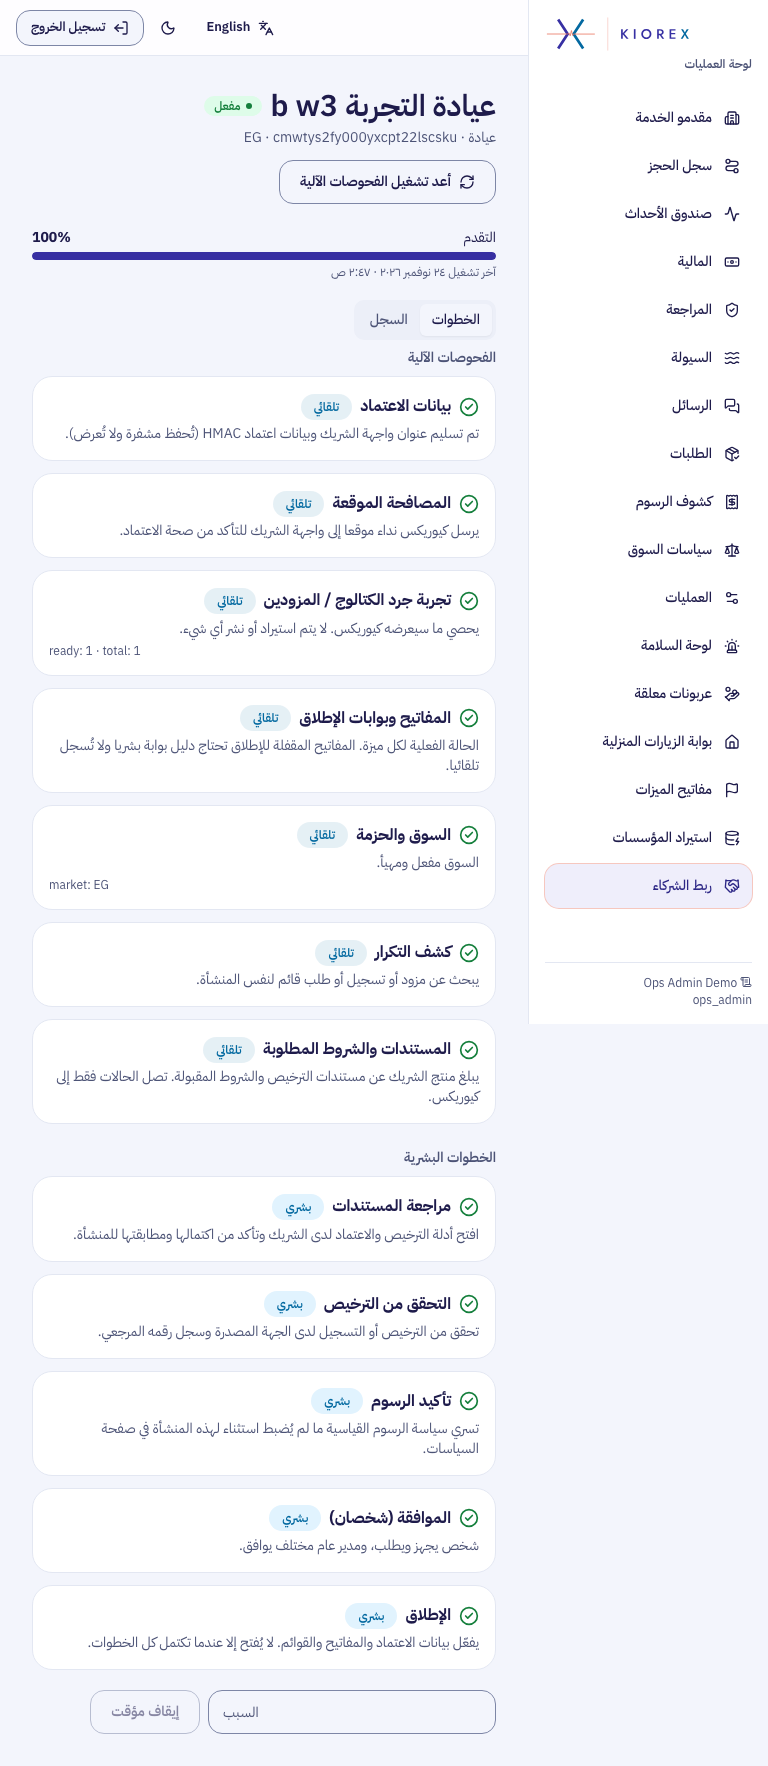 KIOREX
لوحة العمليات
مقدمو الخدمة
سجل الحجز
صندوق الأحداث
المالية
المراجعة
السيولة
الرسائل
الطلبات
كشوف الرسوم
سياسات السوق
العمليات
لوحة السلامة
عربونات معلقة
بوابة الزيارات المنزلية
مفاتيح الميزات
استيراد المؤسسات
ربط الشركاء
Ops Admin Demo
ops_admin
English
تسجيل الخروج
عيادة التجربة b w3
مفعل
عيادة · EG · cmwtys2fy000yxcpt22lscsku
أعد تشغيل الفحوصات الآلية
التقدم
100%
آخر تشغيل ٢٤ نوفمبر ٢٠٢٦ · ٢:٤٧ ص
الخطوات
السجل
الفحوصات الآلية
بيانات الاعتماد
تلقائي
تم تسليم عنوان واجهة الشريك وبيانات اعتماد HMAC (تُحفظ مشفرة ولا تُعرض).
المصافحة الموقعة
تلقائي
يرسل كيوريكس نداء موقعا إلى واجهة الشريك للتأكد من صحة الاعتماد.
تجربة جرد الكتالوج / المزودين
تلقائي
يحصي ما سيعرضه كيوريكس. لا يتم استيراد أو نشر أي شيء.
ready: 1 · total: 1
المفاتيح وبوابات الإطلاق
تلقائي
الحالة الفعلية لكل ميزة. المفاتيح المقفلة للإطلاق تحتاج دليل بوابة بشريا ولا تُسجل
تلقائيا.
السوق والحزمة
تلقائي
السوق مفعل ومهيأ.
market: EG
كشف التكرار
تلقائي
يبحث عن مزود أو تسجيل أو طلب قائم لنفس المنشأة.
المستندات والشروط المطلوبة
تلقائي
يبلغ منتج الشريك عن مستندات الترخيص والشروط المقبولة. تصل الحالات فقط إلى
كيوريكس.
الخطوات البشرية
مراجعة المستندات
بشري
افتح أدلة الترخيص والاعتماد لدى الشريك وتأكد من اكتمالها ومطابقتها للمنشأة.
التحقق من الترخيص
بشري
تحقق من الترخيص أو التسجيل لدى الجهة المصدرة وسجل رقمه المرجعي.
تأكيد الرسوم
بشري
تسري سياسة الرسوم القياسية ما لم يُضبط استثناء لهذه المنشأة في صفحة
السياسات.
الموافقة (شخصان)
بشري
شخص يجهز ويطلب، ومدير عام مختلف يوافق.
الإطلاق
بشري
يفعّل بيانات الاعتماد والمفاتيح والقوائم. لا يُفتح إلا عندما تكتمل كل الخطوات.
السبب
إيقاف مؤقت